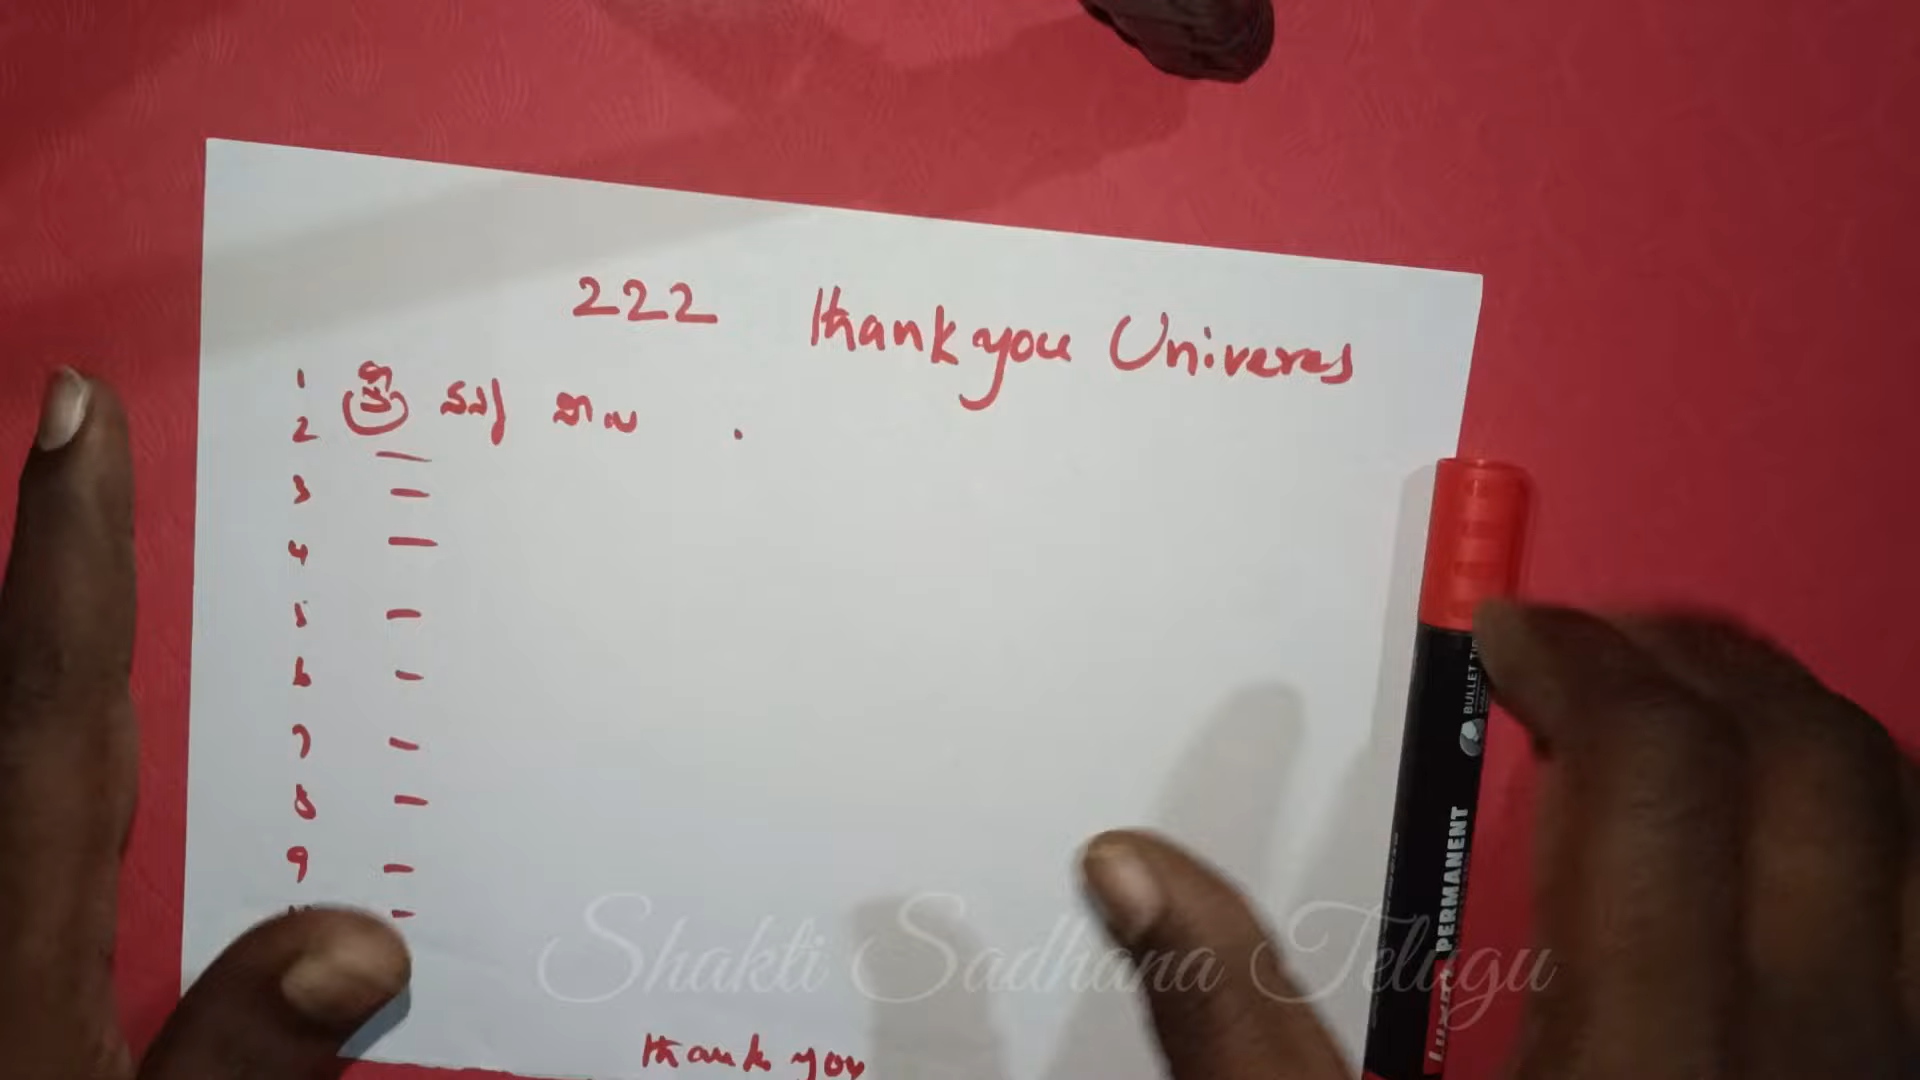 222 thank you Univeres
1 శ్రీ
2
3 –
4 –
5 –
6 –
7 –
8 –
9 –
thank you
Shakti Sadhana Telugu
BULLET TIP
LUXOR PERMANENT